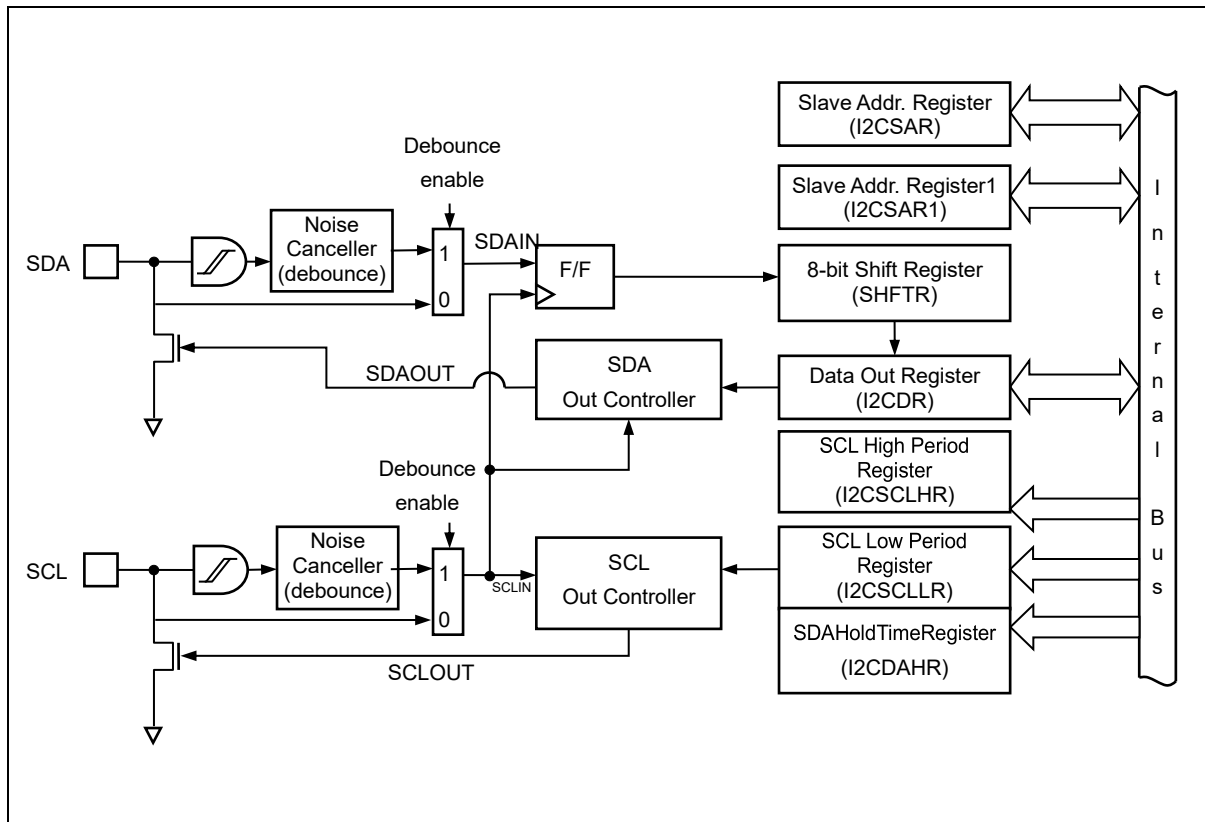 Slave Addr. Register
(I2CSAR)
Debounce
enable
Slave Addr. Register1
(I2CSAR1)
Noise
Canceller
(debounce)
1
0
SDAIN
SDA
F/F
8-bit Shift Register
(SHFTR)
SDAOUT
SDA
Out Controller
Data Out Register
(I2CDR)
SCL High Period
Register
(I2CSCLHR)
Debounce
enable
Noise
Canceller
(debounce)
1
0
SCLIN
SCL
SCL
Out Controller
SCL Low Period
Register
(I2CSCLLR)
SDAHoldTimeRegister
(I2CDAHR)
SCLOUT
Internal Bus